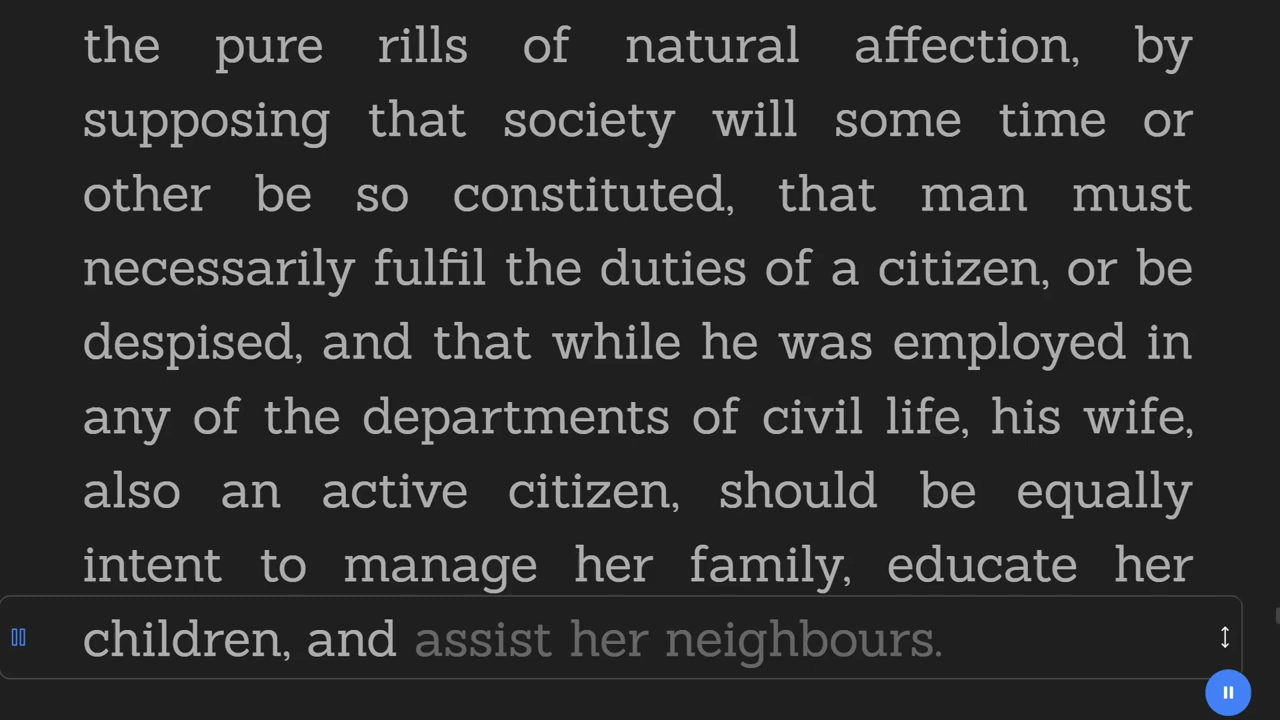 the pure rills of natural affection, by
supposing that society will some time or
other be so constituted, that man must
necessarily fulfil the duties of a citizen, or be
despised, and that while he was employed in
any of the departments of civil life, his wife,
also an active citizen, should be equally
intent to manage her family, educate her
children, and assist her neighbours.